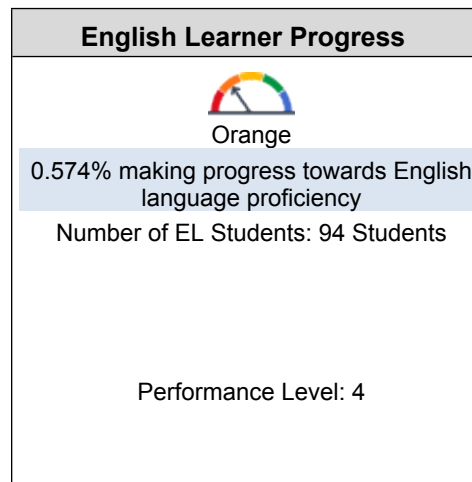 English Learner Progress
Orange
0.574% making progress towards English
language proficiency
Number of EL Students: 94 Students
Performance Level: 4